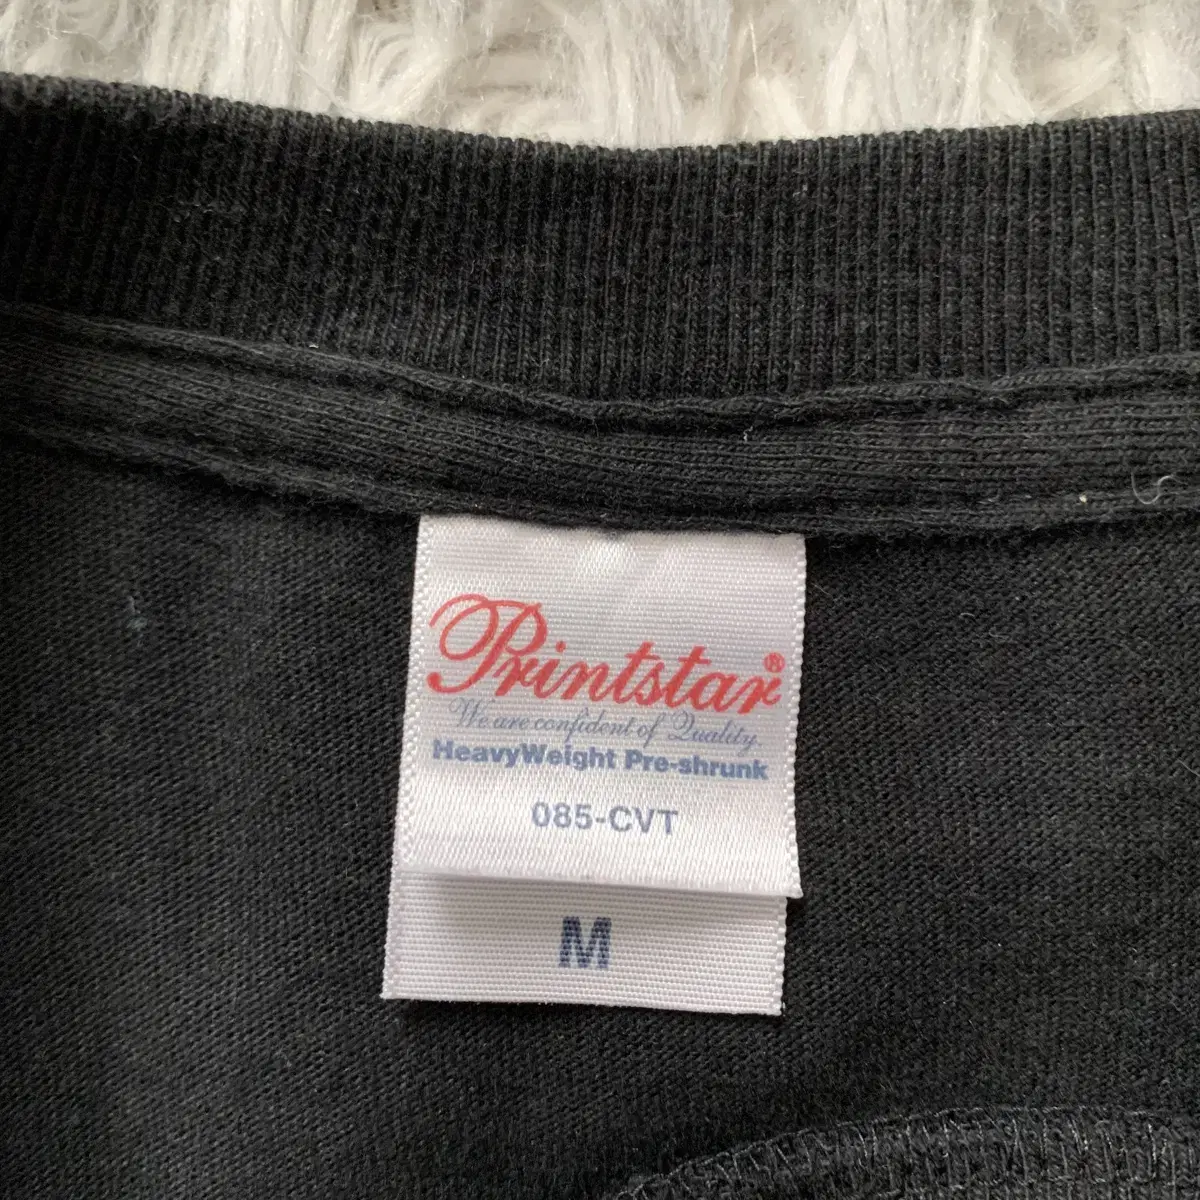 Printstar®
We are confident of Quality.
HeavyWeight Pre-shrunk
085-CVT
M